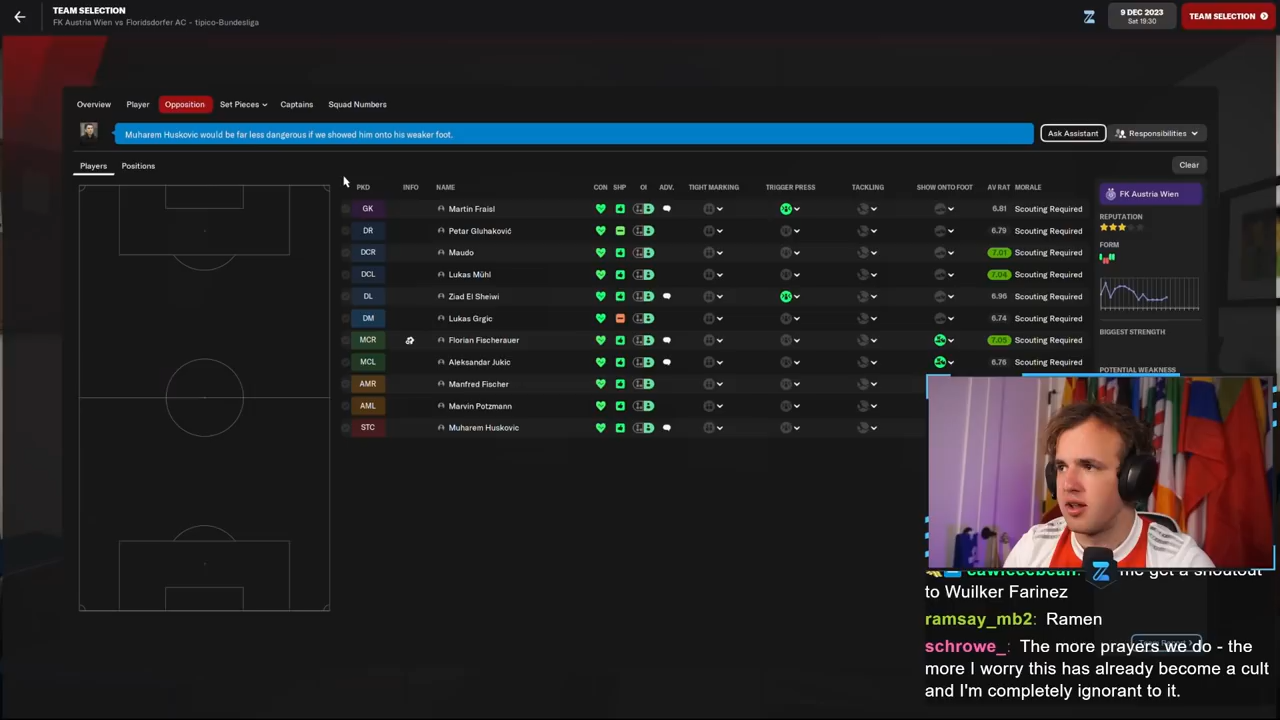 TEAM SELECTION
FK Austria Wien vs Floridsdorfer AC - tipico-Bundesliga
9 DEC 2023
Sat 19:30
TEAM SELECTION
Overview Player Opposition Set Pieces Captains Squad Numbers
Muharem Huskovic would be far less dangerous if we showed him onto his weaker foot.
Ask Assistant Responsibilities
Players Positions
Clear
PKD INFO NAME CON SHP OI ADV. TIGHT MARKING TRIGGER PRESS TACKLING SHOW ONTO FOOT AV RAT MORALE
GK Martin Fraisl 6.81 Scouting Required
DR Petar Gluhaković 6.79 Scouting Required
DCR Maudo 7.01 Scouting Required
DCL Lukas Mühl 7.04 Scouting Required
DL Ziad El Sheiwi 6.96 Scouting Required
DM Lukas Grgic 6.74 Scouting Required
MCR Florian Fischerauer 7.05 Scouting Required
MCL Aleksandar Jukic 6.76 Scouting Required
AMR Manfred Fischer
AML Marvin Potzmann
STC Muharem Huskovic
FK Austria Wien
REPUTATION
FORM
BIGGEST STRENGTH
POTENTIAL WEAKNESS
me get a shoutout
to Wuilker Farinez
ramsay_mb2: Ramen
schrowe_: The more prayers we do - the
more I worry this has already become a cult
and I'm completely ignorant to it.